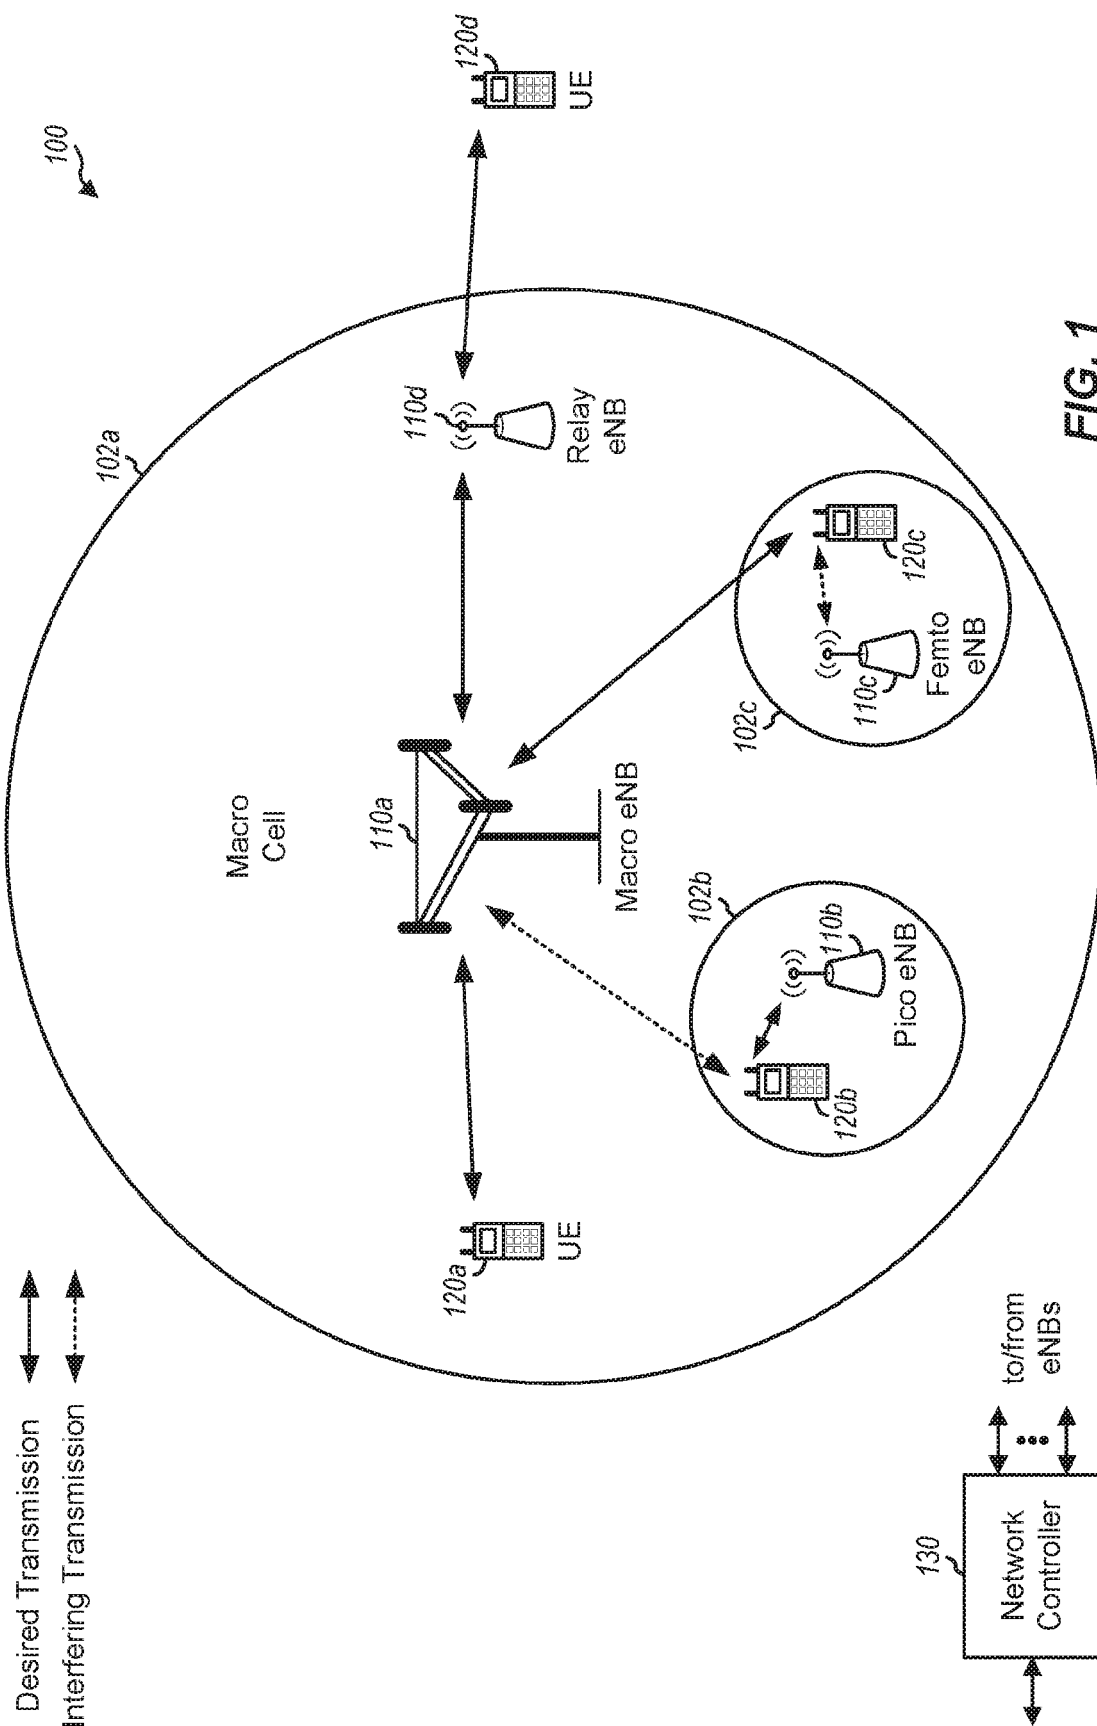 Desired Transmission
Interfering Transmission
100
102a
Macro
Cell
110a
110d
120d
UE
120a
UE
Macro eNB
Relay
eNB
102b
110b
Pico eNB
120b
102c
110c
Femto
eNB
120c
130
Network
Controller
to/from
eNBs
FIG. 1